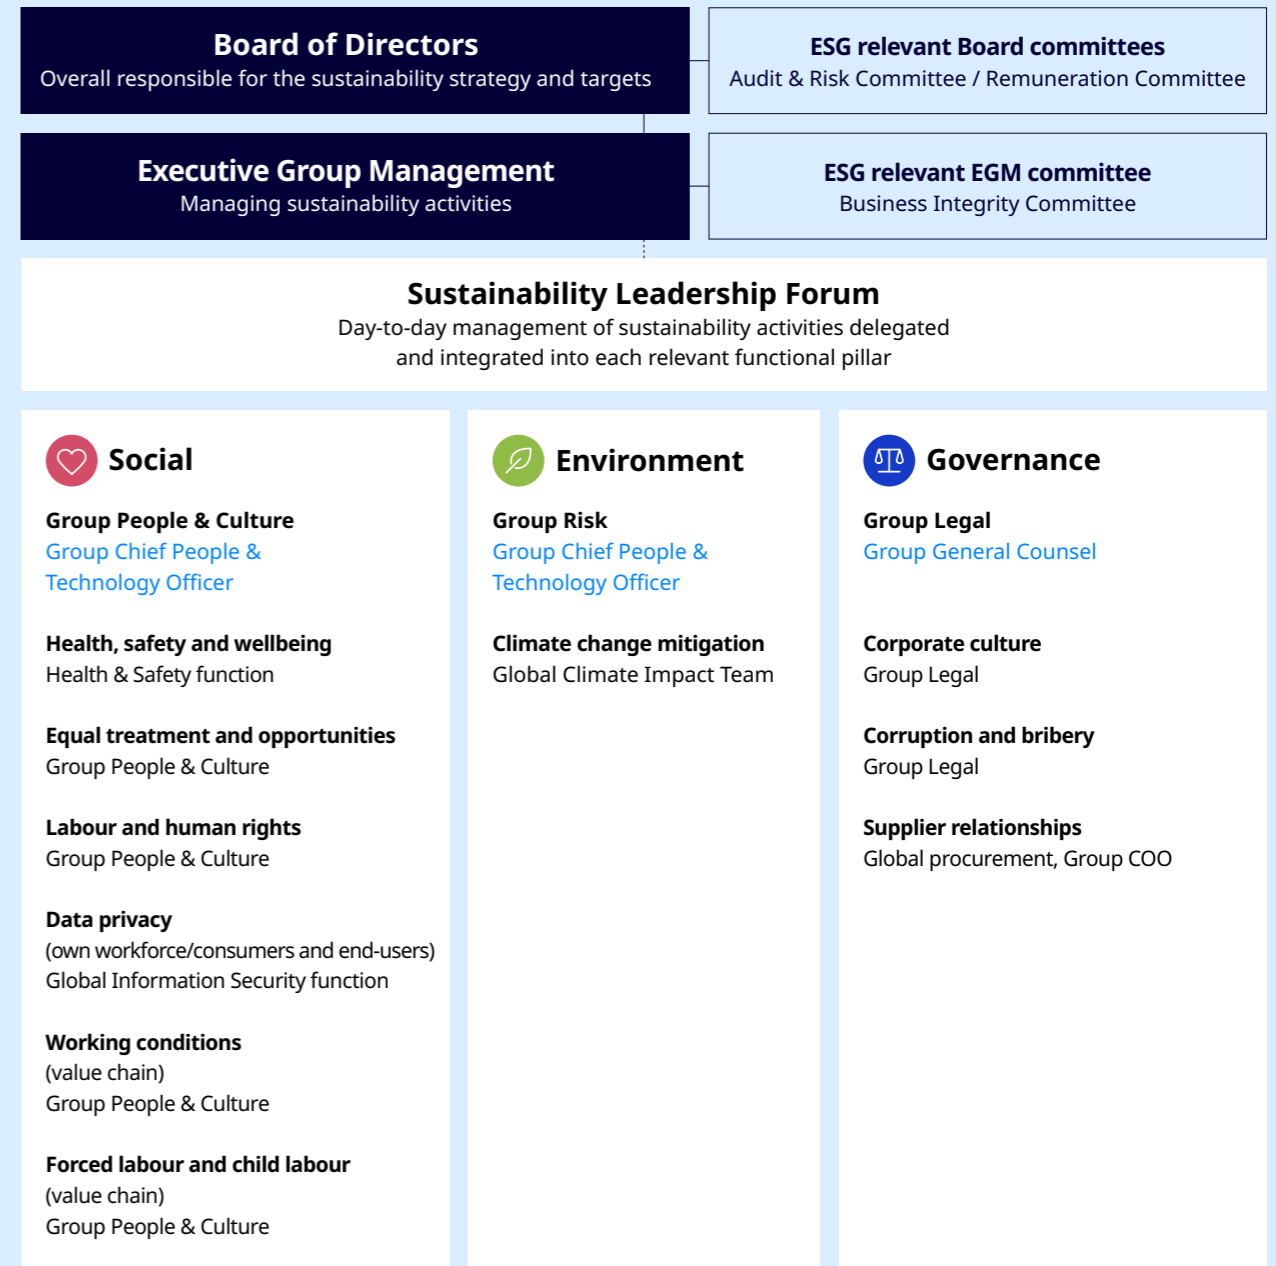 Board of Directors
Overall responsible for the sustainability strategy and targets
ESG relevant Board committees
Audit & Risk Committee / Remuneration Committee
Executive Group Management
Managing sustainability activities
ESG relevant EGM committee
Business Integrity Committee
Sustainability Leadership Forum
Day-to-day management of sustainability activities delegated
and integrated into each relevant functional pillar
Social
Group People & Culture
Group Chief People &
Technology Officer
Health, safety and wellbeing
Health & Safety function
Equal treatment and opportunities
Group People & Culture
Labour and human rights
Group People & Culture
Data privacy
(own workforce/consumers and end-users)
Global Information Security function
Working conditions
(value chain)
Group People & Culture
Forced labour and child labour
(value chain)
Group People & Culture
Environment
Group Risk
Group Chief People &
Technology Officer
Climate change mitigation
Global Climate Impact Team
Governance
Group Legal
Group General Counsel
Corporate culture
Group Legal
Corruption and bribery
Group Legal
Supplier relationships
Global procurement, Group COO